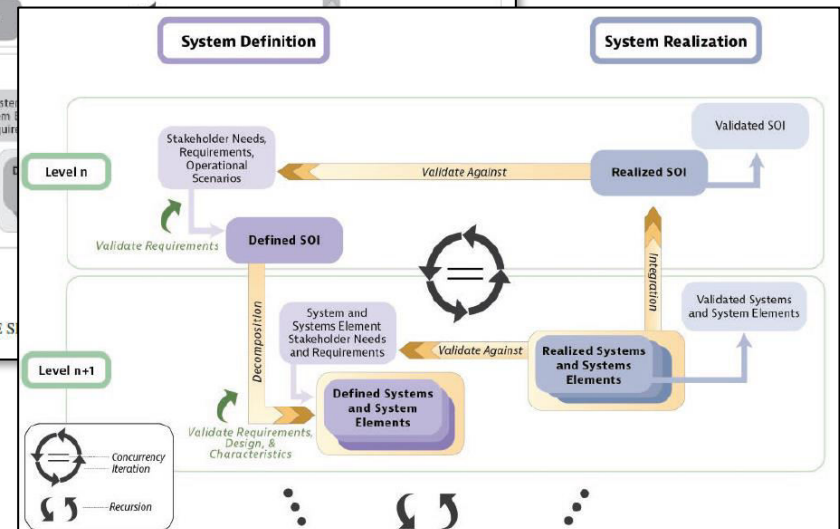 System Definition
System Realization
Level n
Stakeholder Needs,
Requirements,
Operational
Scenarios
Validate Against
Realized SOI
Validated SOI
Validate Requirements
Defined SOI
Integration
Decomposition
System and
Systems Element
Stakeholder Needs
and Requirements
Validate Against
Realized Systems
and Systems
Elements
Validated Systems
and System Elements
Level n+1
Defined Systems
and System
Elements
Validate Requirements,
Design, &
Characteristics
Concurrency
Iteration
Recursion